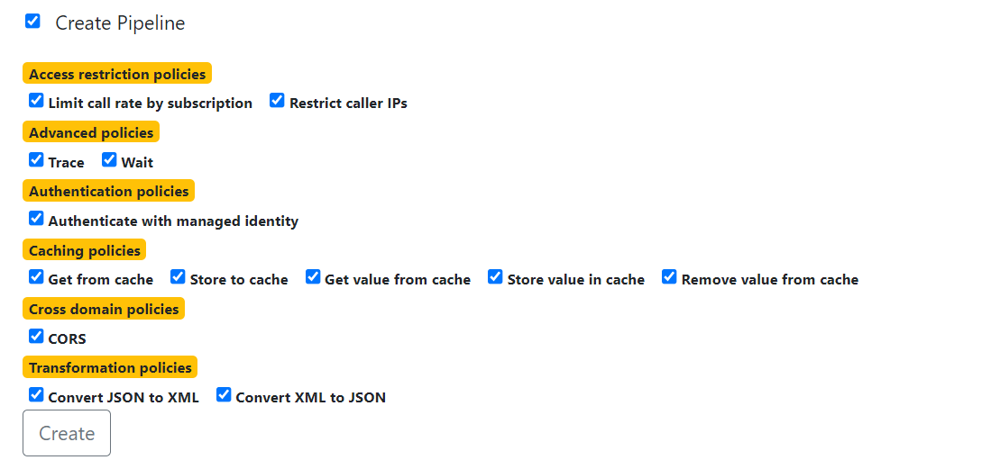 Create Pipeline
Access restriction policies
Limit call rate by subscription Restrict caller IPs
Advanced policies
Trace Wait
Authentication policies
Authenticate with managed identity
Caching policies
Get from cache Store to cache Get value from cache Store value in cache Remove value from cache
Cross domain policies
CORS
Transformation policies
Convert JSON to XML Convert XML to JSON
Create